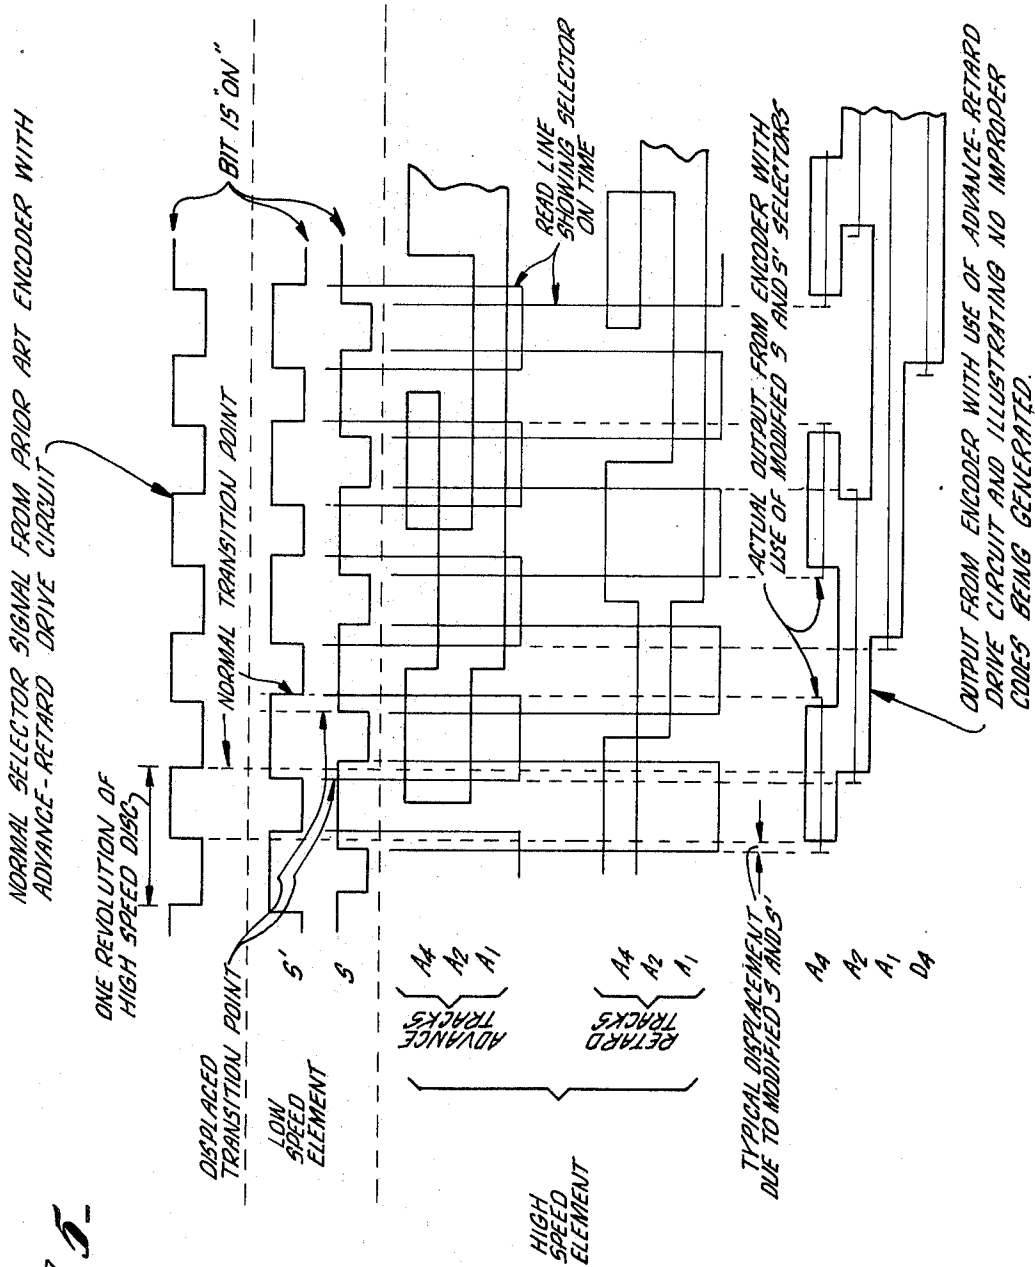 5
NORMAL SELECTOR SIGNAL FROM PRIOR ART ENCODER WITH
ADVANCE-RETARD DRIVE CIRCUIT
ONE REVOLUTION OF
HIGH SPEED DISC
NORMAL TRANSITION POINT
BIT IS "ON"
DISPLACED
TRANSITION POINT
LOW
SPEED
ELEMENT
S'
S
HIGH
SPEED
ELEMENT
ADVANCE
TRACKS
A4
A2
A1
RETARD
TRACKS
A4
A2
A1
READ LINE
SHOWING SELECTOR
ON TIME
TYPICAL DISPLACEMENT
DUE TO MODIFIED S AND S'
ACTUAL OUTPUT FROM ENCODER WITH
USE OF MODIFIED S AND S' SELECTORS
A4
A2
A1
D4
OUTPUT FROM ENCODER WITH USE OF ADVANCE-RETARD
DRIVE CIRCUIT AND ILLUSTRATING NO IMPROPER
CODES BEING GENERATED.